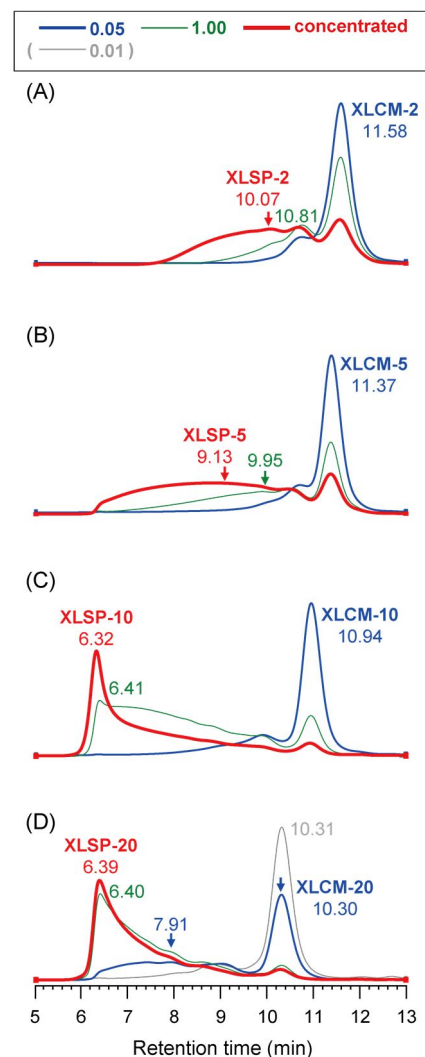 0.05 1.00 concentrated
( 0.01 )
(A)
XLCM-2
11.58
XLSP-2
10.07
10.81
(B)
XLCM-5
11.37
XLSP-5
9.13
9.95
(C)
XLSP-10
6.32
XLCM-10
10.94
6.41
(D)
10.31
XLSP-20
6.39
6.40
7.91
XLCM-20
10.30
5 6 7 8 9 10 11 12 13
Retention time (min)